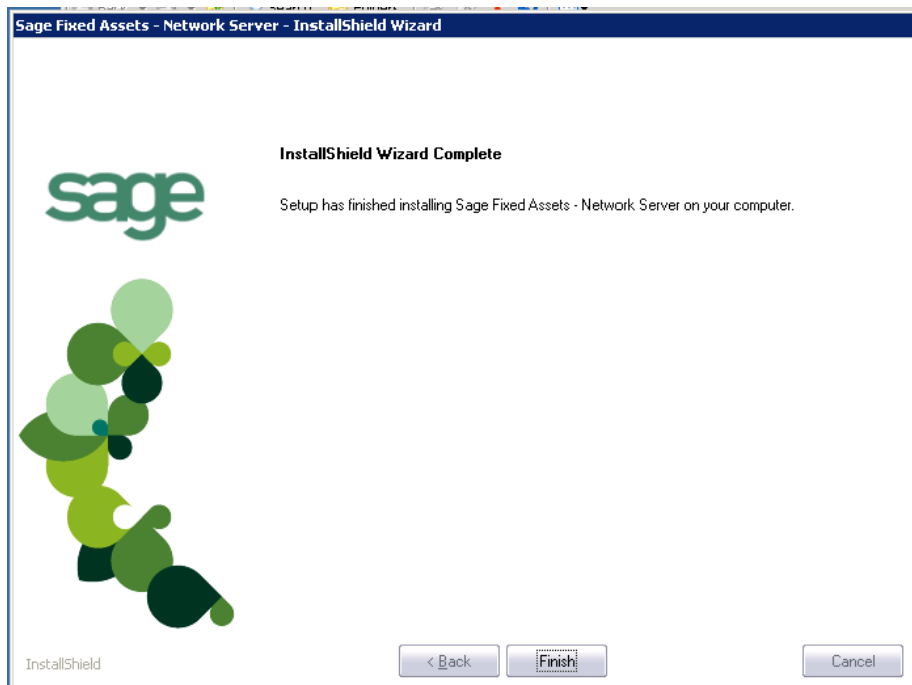 Sage Fixed Assets - Network Server - InstallShield Wizard
InstallShield Wizard Complete
sage
Setup has finished installing Sage Fixed Assets - Network Server on your computer.
InstallShield
< Back
Finish
Cancel